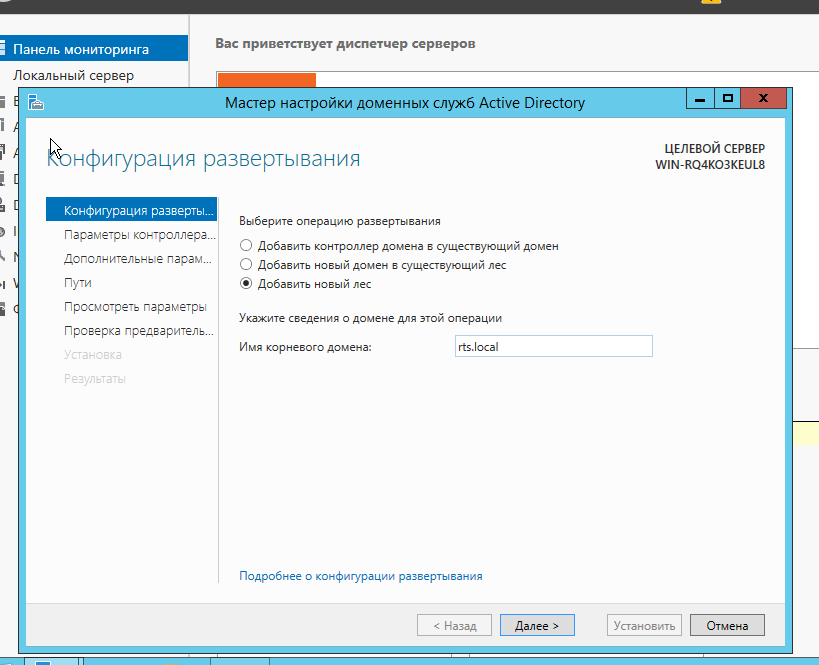 Панель мониторинга
Вас приветствует диспетчер серверов
Локальный сервер
Мастер настройки доменных служб Active Directory
Конфигурация развертывания
ЦЕЛЕВОЙ СЕРВЕР
WIN-RQ4KO3KEUL8
Конфигурация разверты...
Параметры контроллера...
Дополнительные парам...
Пути
Просмотреть параметры
Проверка предваритель...
Установка
Результаты
Выберите операцию развертывания
Добавить контроллер домена в существующий домен
Добавить новый домен в существующий лес
Добавить новый лес
Укажите сведения о домене для этой операции
Имя корневого домена:
rts.local
Подробнее о конфигурации развертывания
< Назад
Далее >
Установить
Отмена